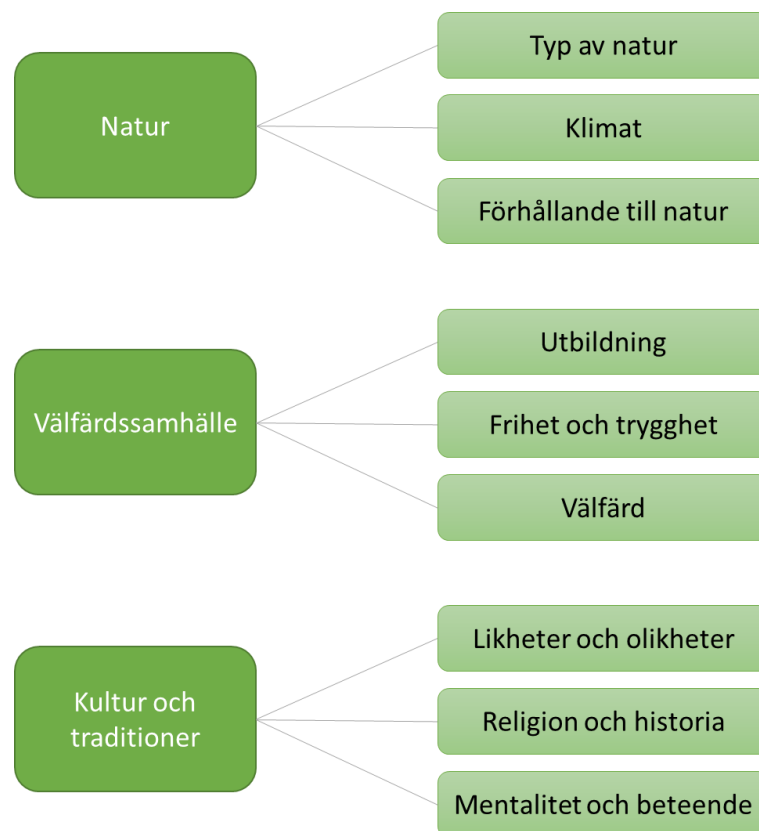 Natur
Typ av natur
Klimat
Förhållande till natur
Välfärdssamhälle
Utbildning
Frihet och trygghet
Välfärd
Kultur och
traditioner
Likheter och olikheter
Religion och historia
Mentalitet och beteende